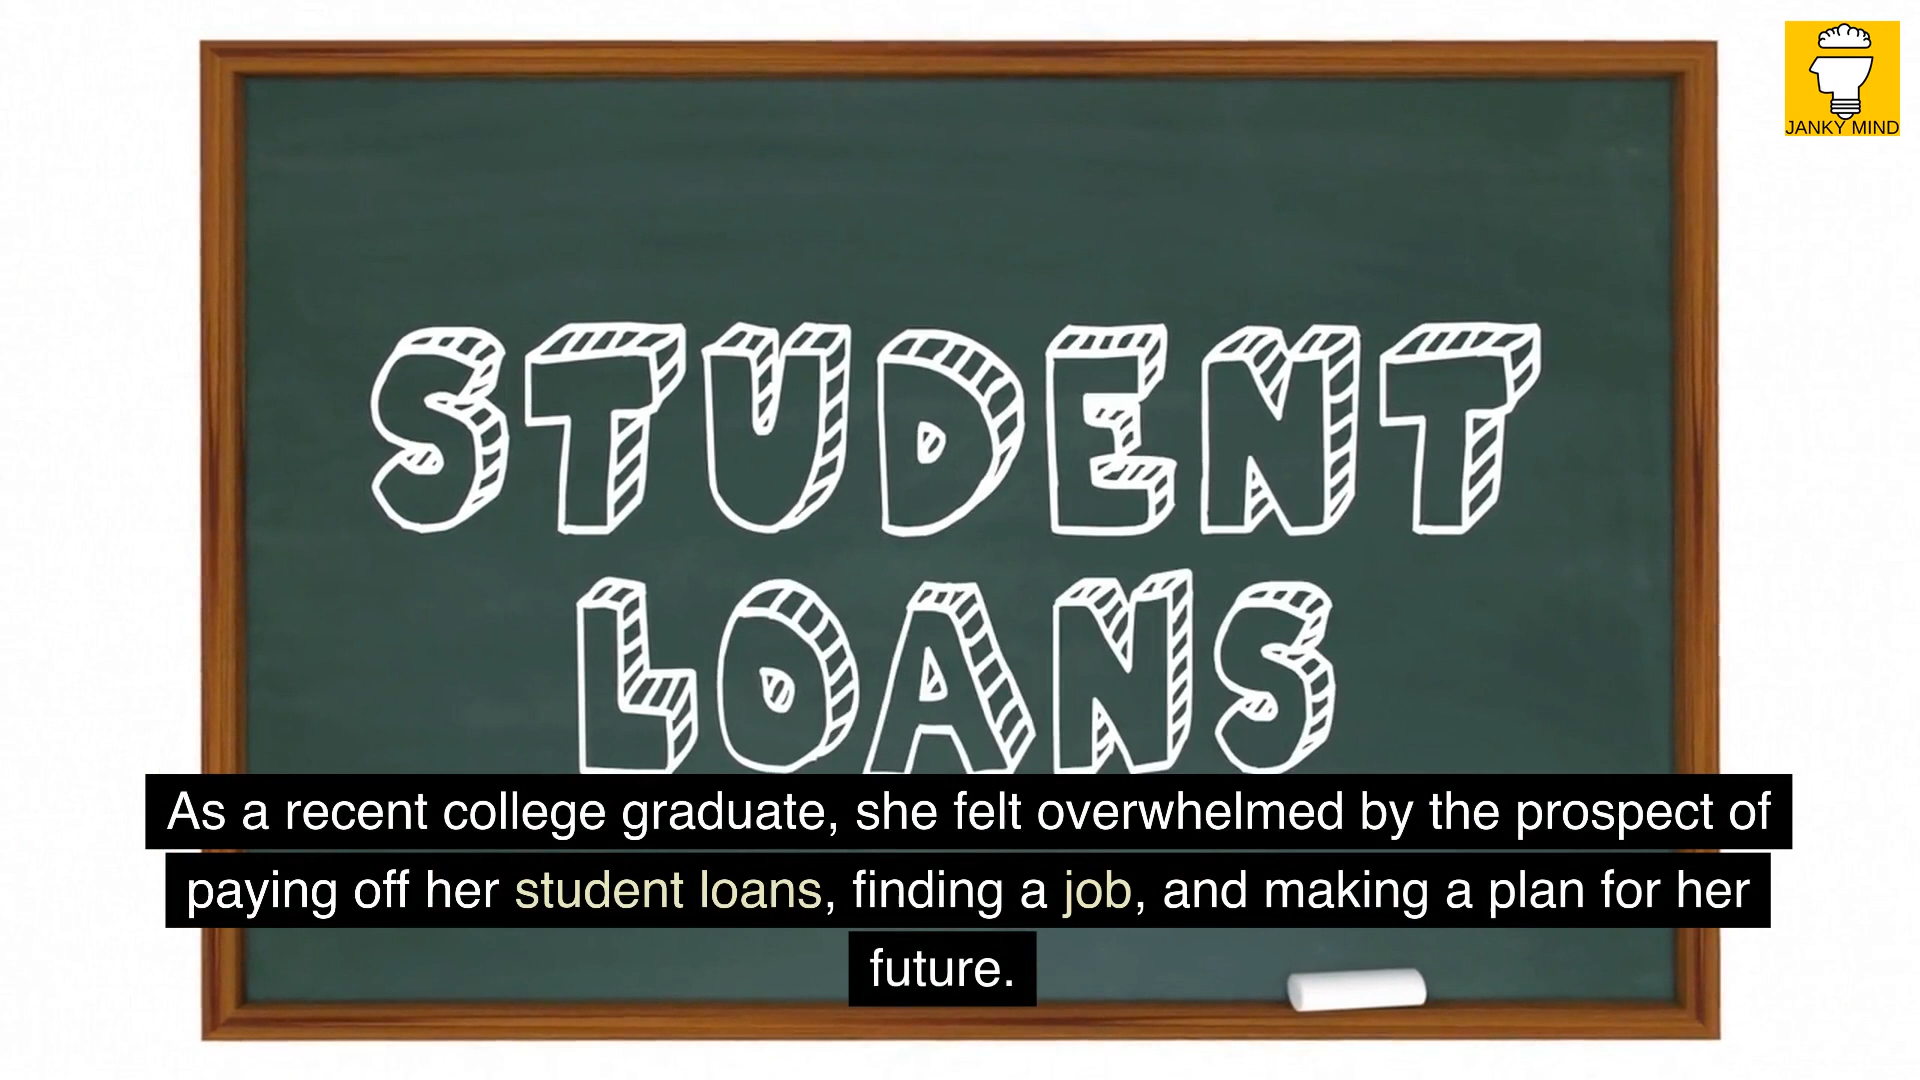 JANKY MIND
STUDENT
LOANS
As a recent college graduate, she felt overwhelmed by the prospect of
paying off her student loans, finding a job, and making a plan for her
future.